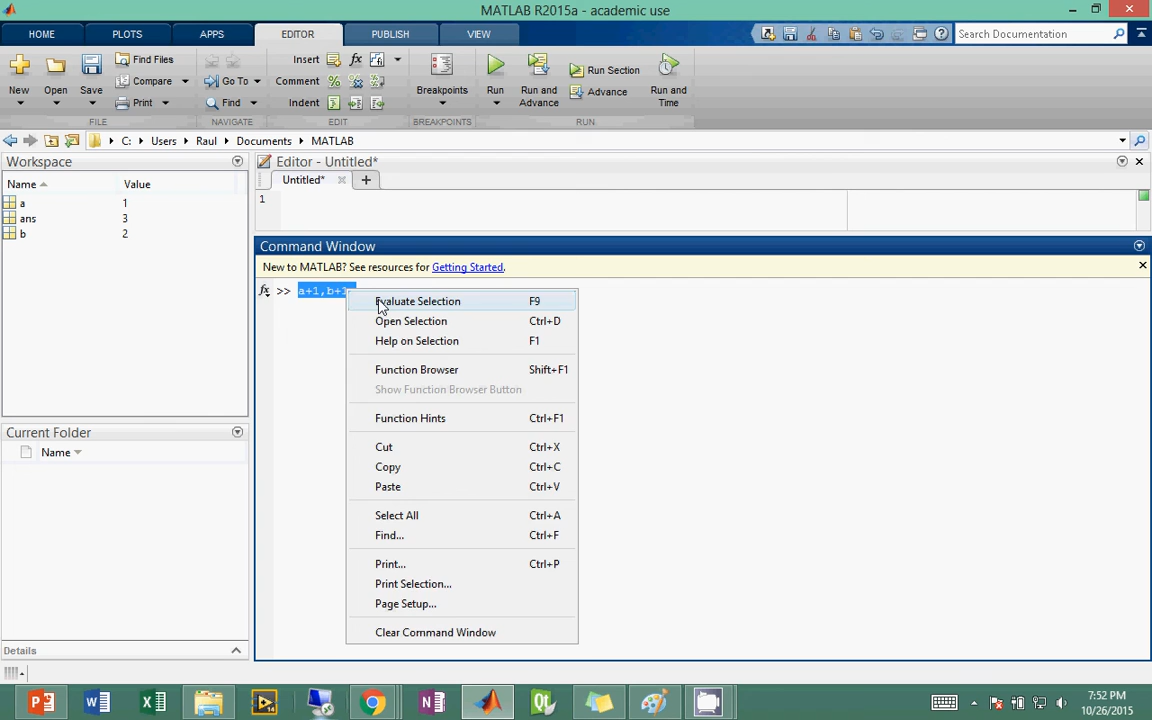 MATLAB R2015a - academic use
HOME PLOTS APPS EDITOR PUBLISH VIEW Search Documentation
New Open Save Find Files Compare Print
Go To Find
Insert Comment Indent
Breakpoints
Run Run and Advance Run Section Advance Run and Time
FILE NAVIGATE EDIT BREAKPOINTS RUN
C: Users Raul Documents MATLAB
Workspace
Name Value
a 1
ans 3
b 2
Current Folder
Name
Details
Editor - Untitled*
Untitled*
1
Command Window
New to MATLAB? See resources for Getting Started.
fx >> a+1,b+1
Evaluate Selection F9
Open Selection Ctrl+D
Help on Selection F1
Function Browser Shift+F1
Show Function Browser Button
Function Hints Ctrl+F1
Cut Ctrl+X
Copy Ctrl+C
Paste Ctrl+V
Select All Ctrl+A
Find... Ctrl+F
Print... Ctrl+P
Print Selection...
Page Setup...
Clear Command Window
7:52 PM
10/26/2015